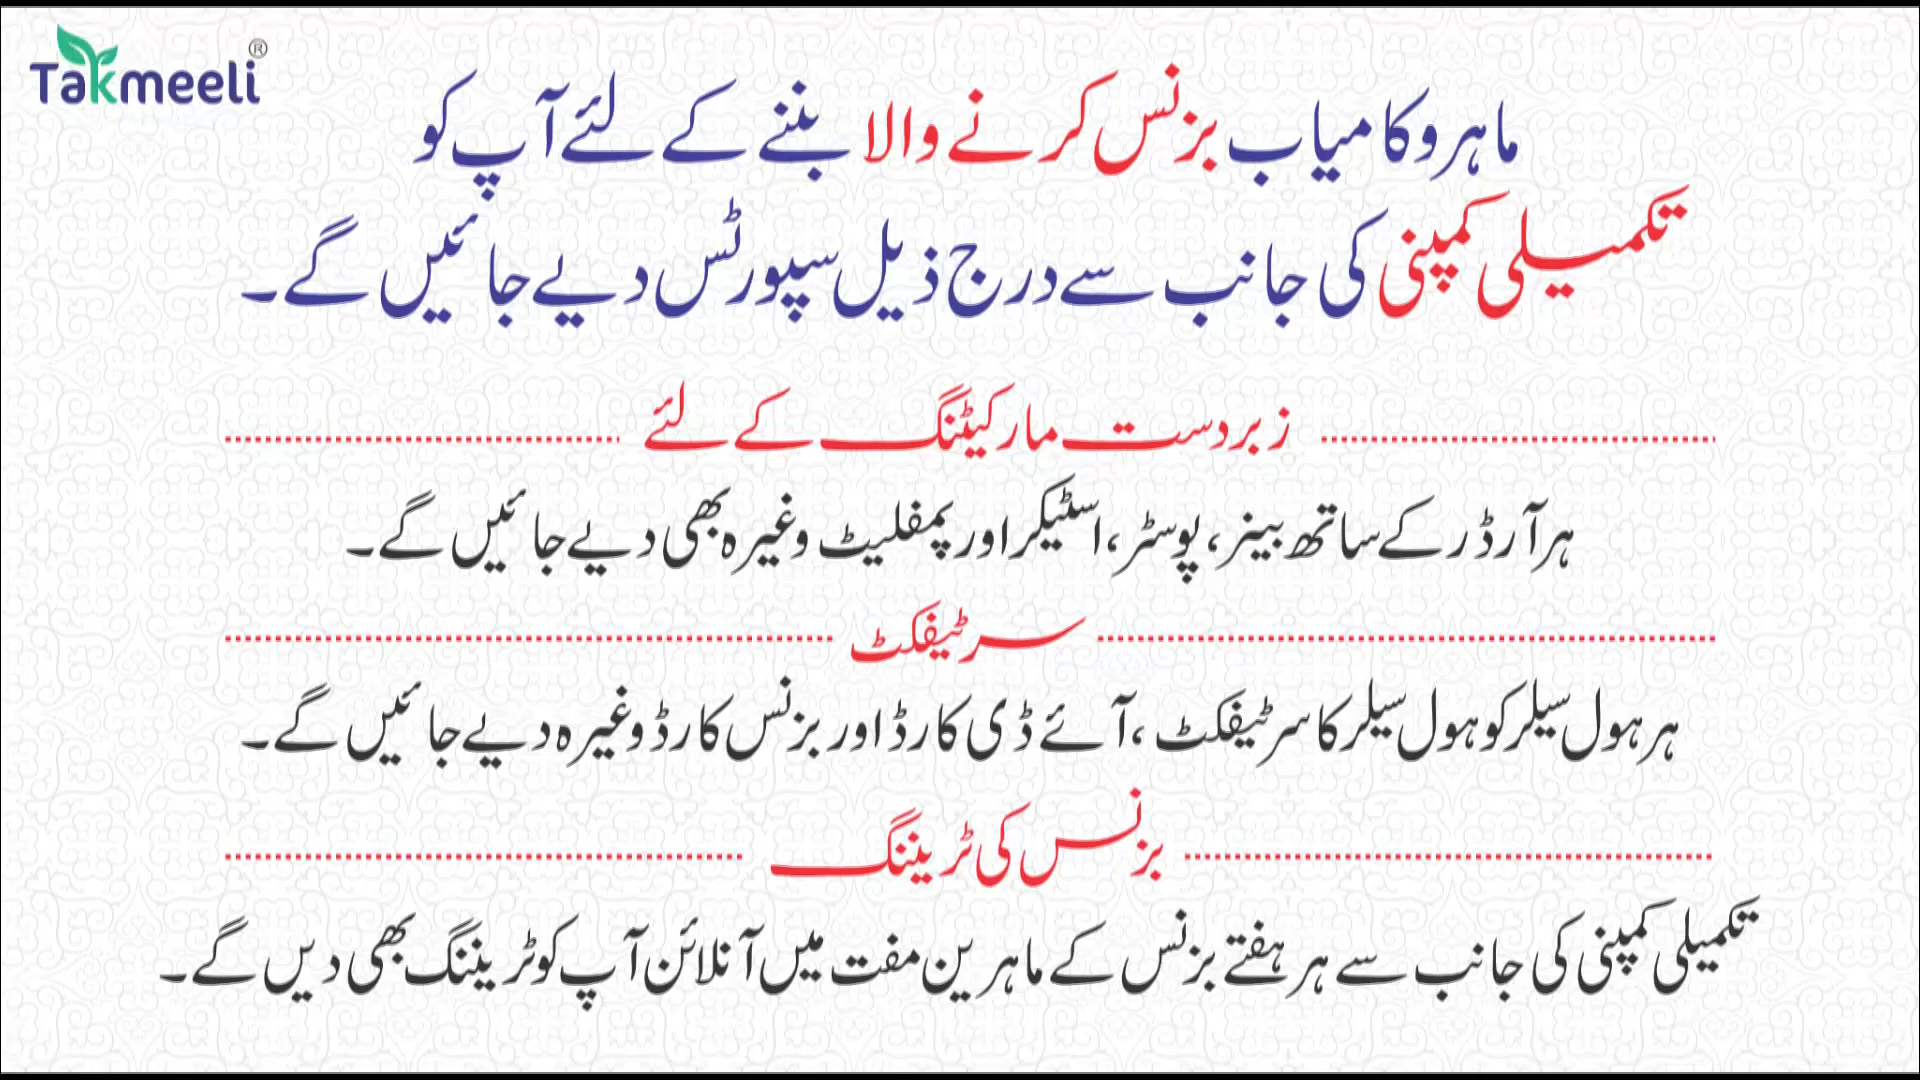 Takmeeli®
ماہر و کامیاب بزنس کرنے والا بننے کے لئے آپ کو
تکمیلی کمپنی کی جانب سے درج ذیل سپورٹس دیے جائیں گے۔
زبردست مارکیٹنگ کے لئے
ہر آرڈر کے ساتھ بینر، پوسٹر، اسٹیکر اور پمفلیٹ وغیرہ بھی دیے جائیں گے۔
سرٹیفکٹ
ہر ہول سیلر کو ہول سیلر کا سرٹیفکٹ، آئے ڈی کارڈ اور بزنس کارڈ وغیرہ دیے جائیں گے۔
بزنس کی ٹریننگ
تکمیلی کمپنی کی جانب سے ہر ہفتے بزنس کے ماہرین مفت میں آنلائن آپ کو ٹریننگ بھی دیں گے۔